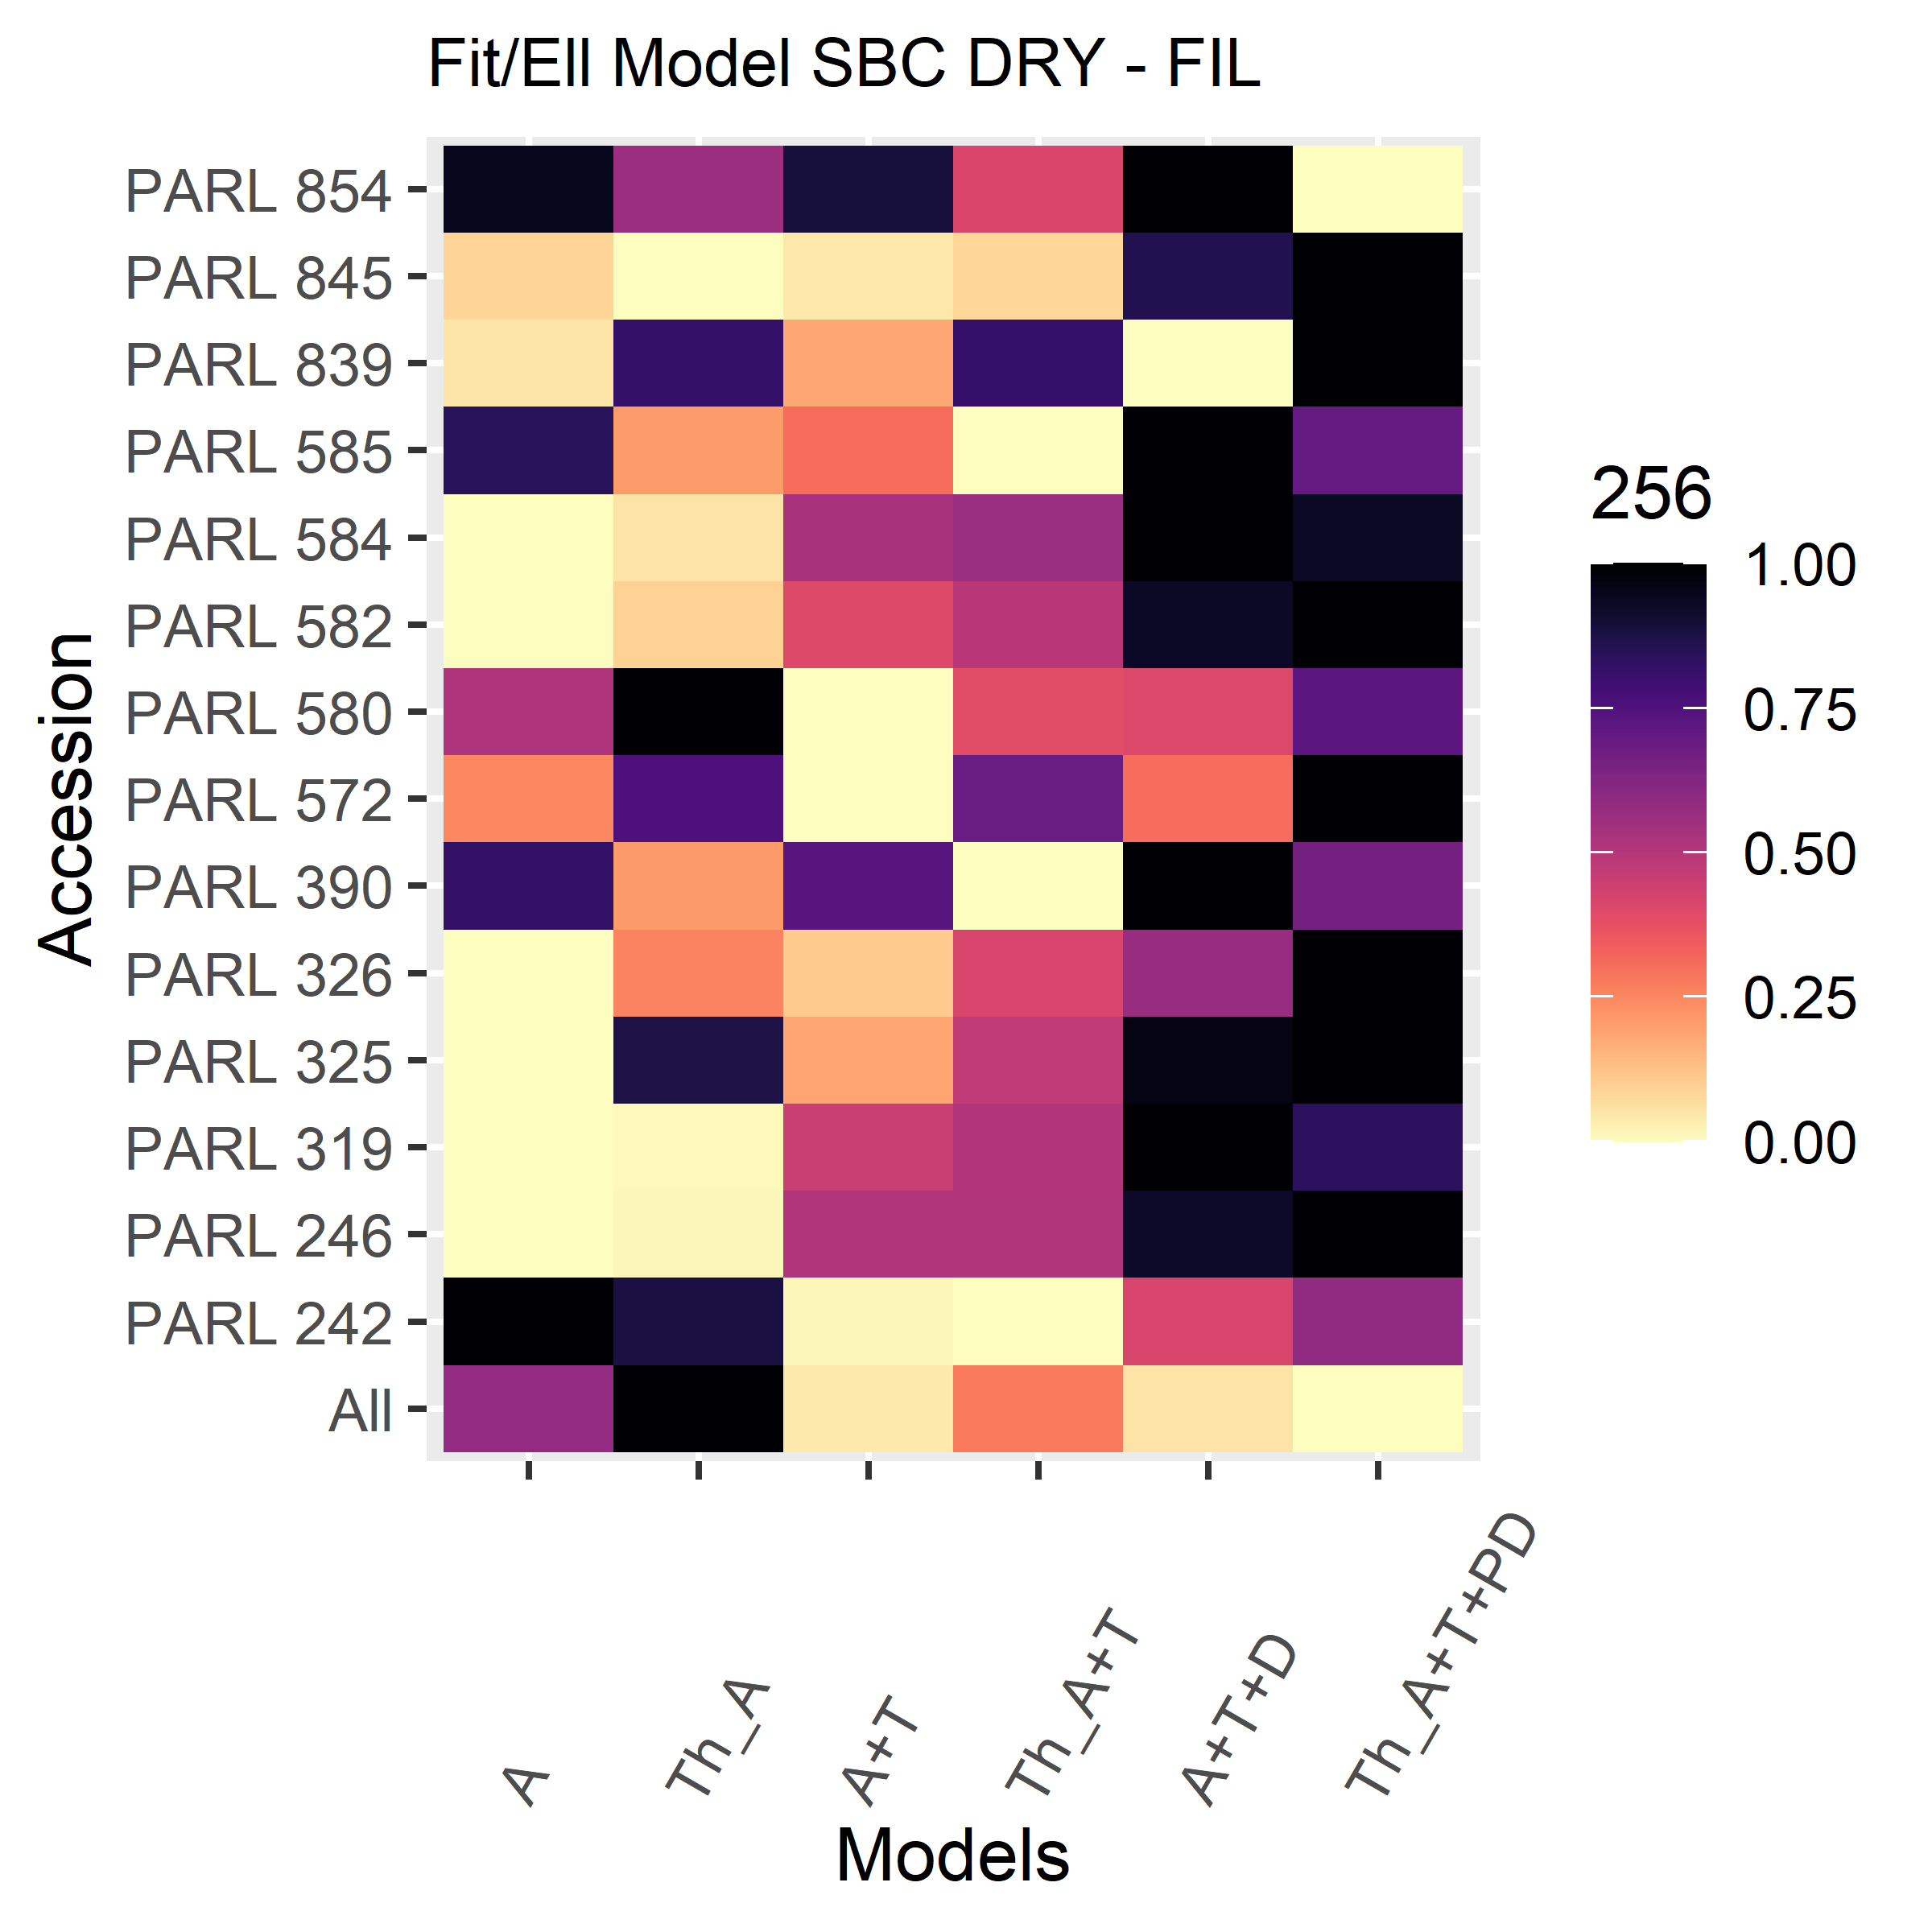 Fit/Ell Model SBC DRY - FIL
Accession
PARL 854
PARL 845
PARL 839
PARL 585
PARL 584
PARL 582
PARL 580
PARL 572
PARL 390
PARL 326
PARL 325
PARL 319
PARL 246
PARL 242
All
A
Th_A
A+T
Th_A+T
A+T+D
Th_A+T+PD
Models
256
1.00
0.75
0.50
0.25
0.00